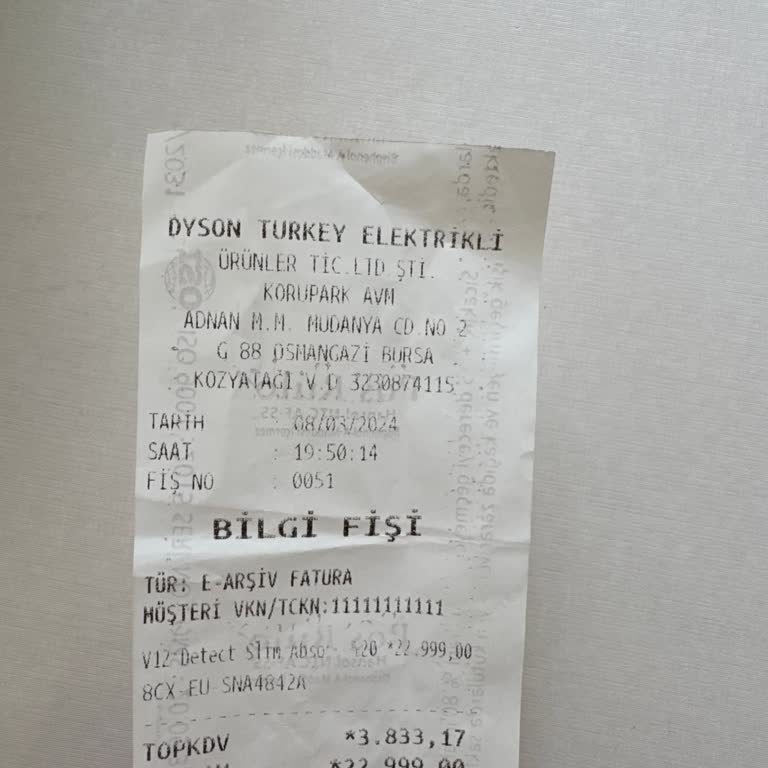 DYSON TURKEY ELEKTRİKLİ
ÜRÜNLER TİC.LTD ŞTİ.
KORUPARK AVM
ADNAN M.M. MUDANYA CD.NO 2
G 88 OSMANGAZİ BURSA
KOZYATAĞI V.D 3230874115
TARİH : 08/03/2024
SAAT : 19:50:14
FİŞ NO : 0051
BİLGİ FİŞİ
TÜR: E-ARŞİV FATURA
MÜŞTERİ VKN/TCKN:11111111111
V12 Detect Slim Abso %20 *22.999,00
8CX-EU-SNA4842A
TOPKDV *3.833,17
*22.999,00